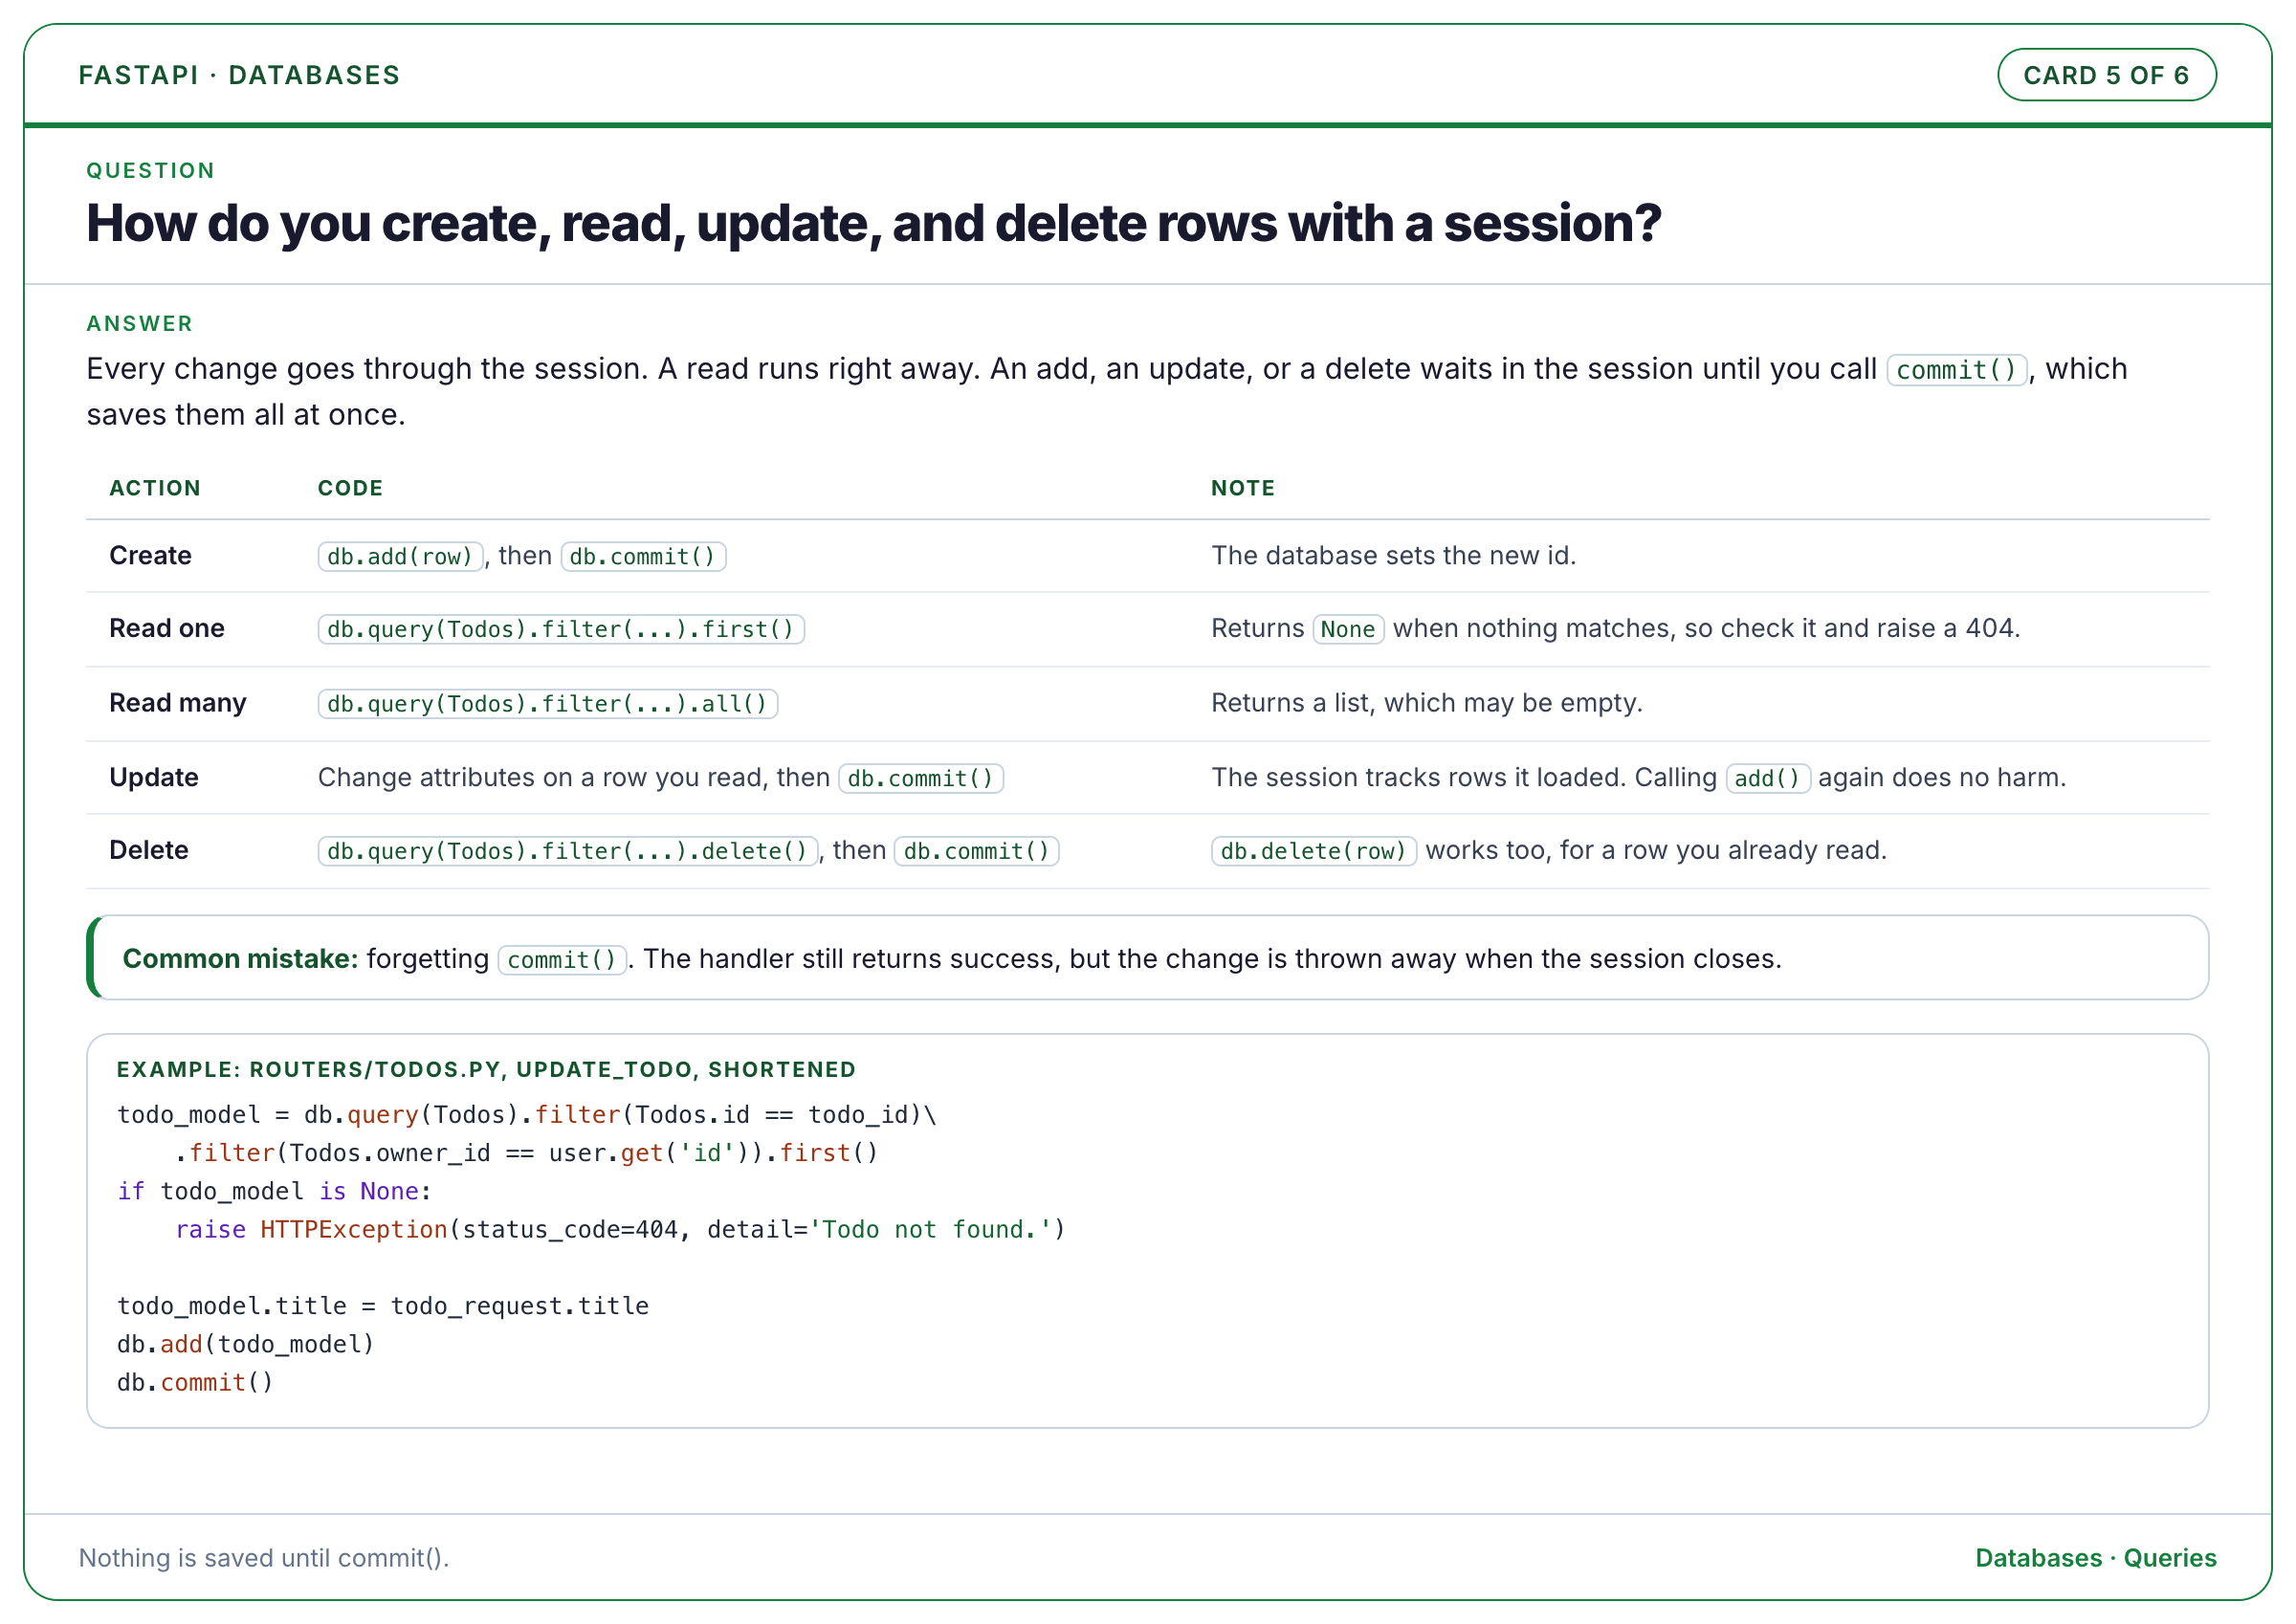 FASTAPI · DATABASES
CARD 5 OF 6
QUESTION
How do you create, read, update, and delete rows with a session?
ANSWER
Every change goes through the session. A read runs right away. An add, an update, or a delete waits in the session until you call commit(), which
saves them all at once.
ACTION CODE NOTE
Create db.add(row), then db.commit() The database sets the new id.
Read one db.query(Todos).filter(...).first() Returns None when nothing matches, so check it and raise a 404.
Read many db.query(Todos).filter(...).all() Returns a list, which may be empty.
Update Change attributes on a row you read, then db.commit() The session tracks rows it loaded. Calling add() again does no harm.
Delete db.query(Todos).filter(...).delete(), then db.commit() db.delete(row) works too, for a row you already read.
Common mistake: forgetting commit(). The handler still returns success, but the change is thrown away when the session closes.
EXAMPLE: ROUTERS/TODOS.PY, UPDATE_TODO, SHORTENED
todo_model = db.query(Todos).filter(Todos.id == todo_id)\
    .filter(Todos.owner_id == user.get('id')).first()
if todo_model is None:
    raise HTTPException(status_code=404, detail='Todo not found.')
todo_model.title = todo_request.title
db.add(todo_model)
db.commit()
Nothing is saved until commit().
Databases · Queries